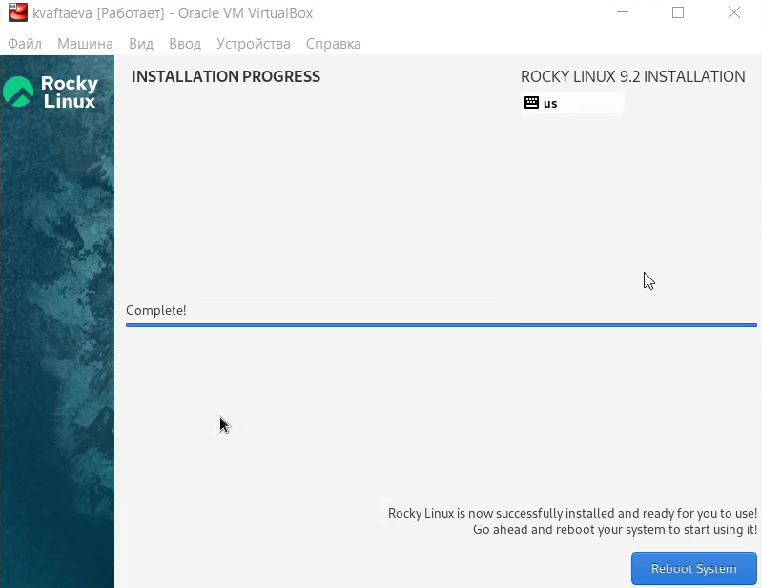 kvaftaeva [Работает] - Oracle VM VirtualBox
Файл Машина Вид Ввод Устройства Справка
Rocky Linux
INSTALLATION PROGRESS
ROCKY LINUX 9.2 INSTALLATION
us
Complete!
Rocky Linux is now successfully installed and ready for you to use!
Go ahead and reboot your system to start using it!
Reboot System